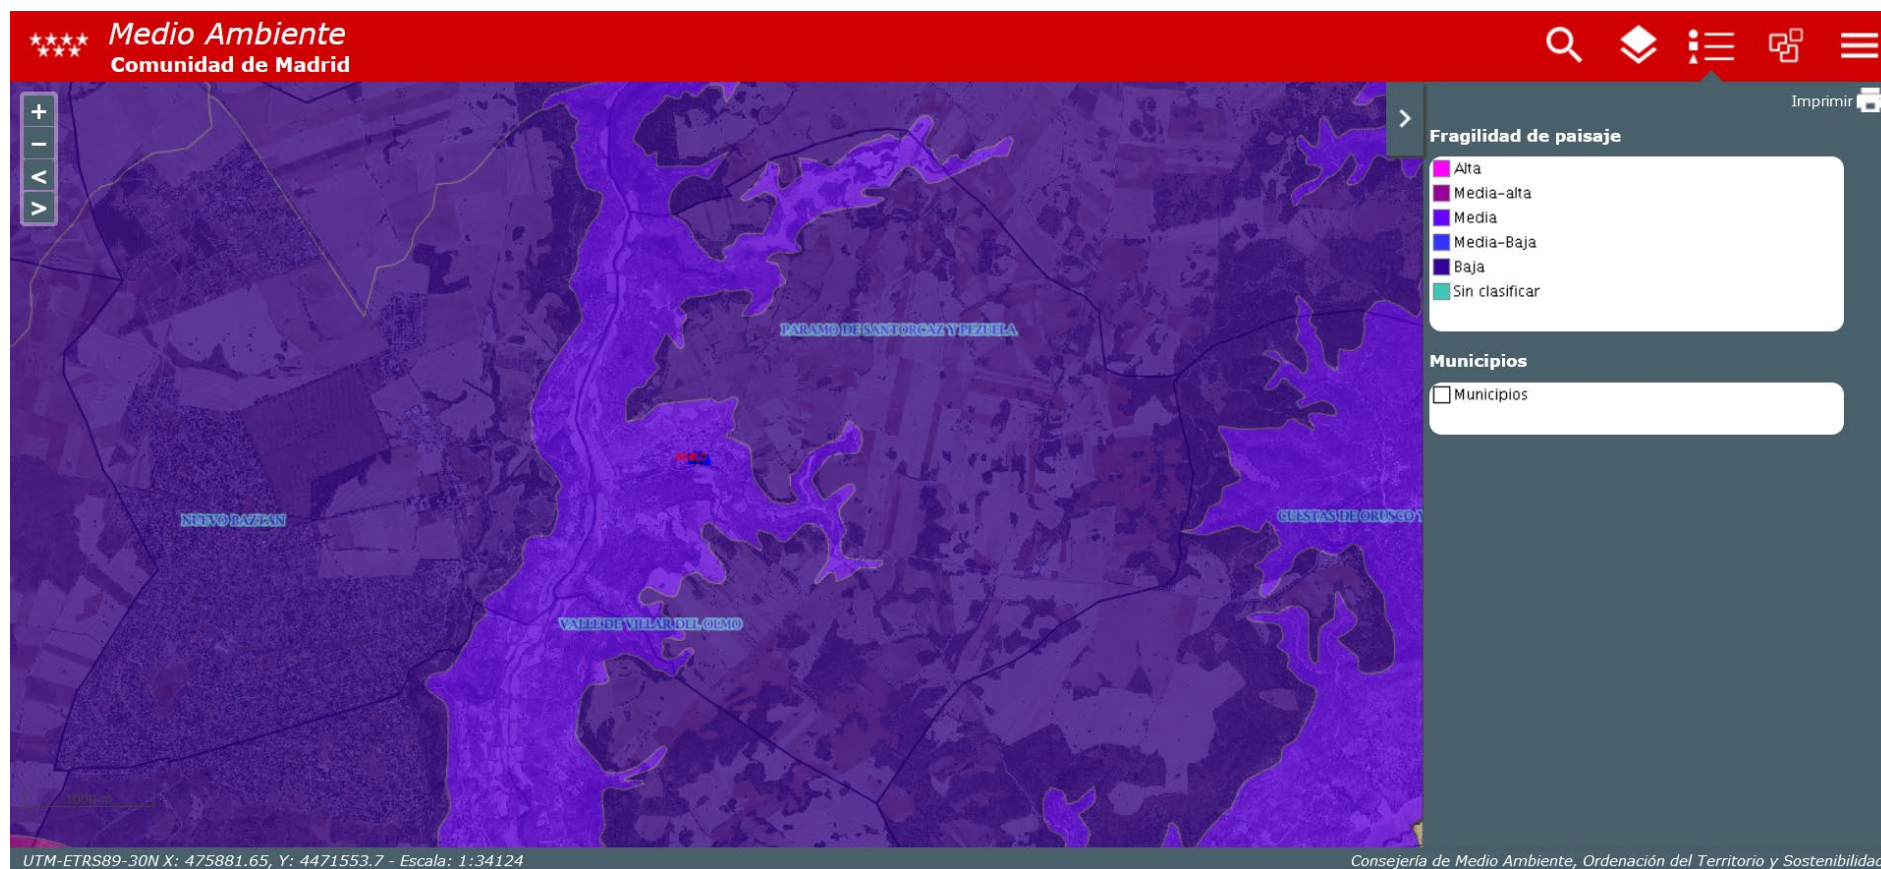 Medio Ambiente
Comunidad de Madrid
+
−
<
>
Imprimir
Fragilidad de paisaje
Alta
Media-alta
Media
Media-Baja
Baja
Sin clasificar
Municipios
Municipios
PARAMO DE SANTORCAZ Y PEZUELA
NUEVO BAZTAN
CUESTAS DE ORUSCO Y
VALLE DE VILLAR DEL OLMO
1000 m
UTM-ETRS89-30N X: 475881.65, Y: 4471553.7 - Escala: 1:34124
Consejería de Medio Ambiente, Ordenación del Territorio y Sostenibilidad